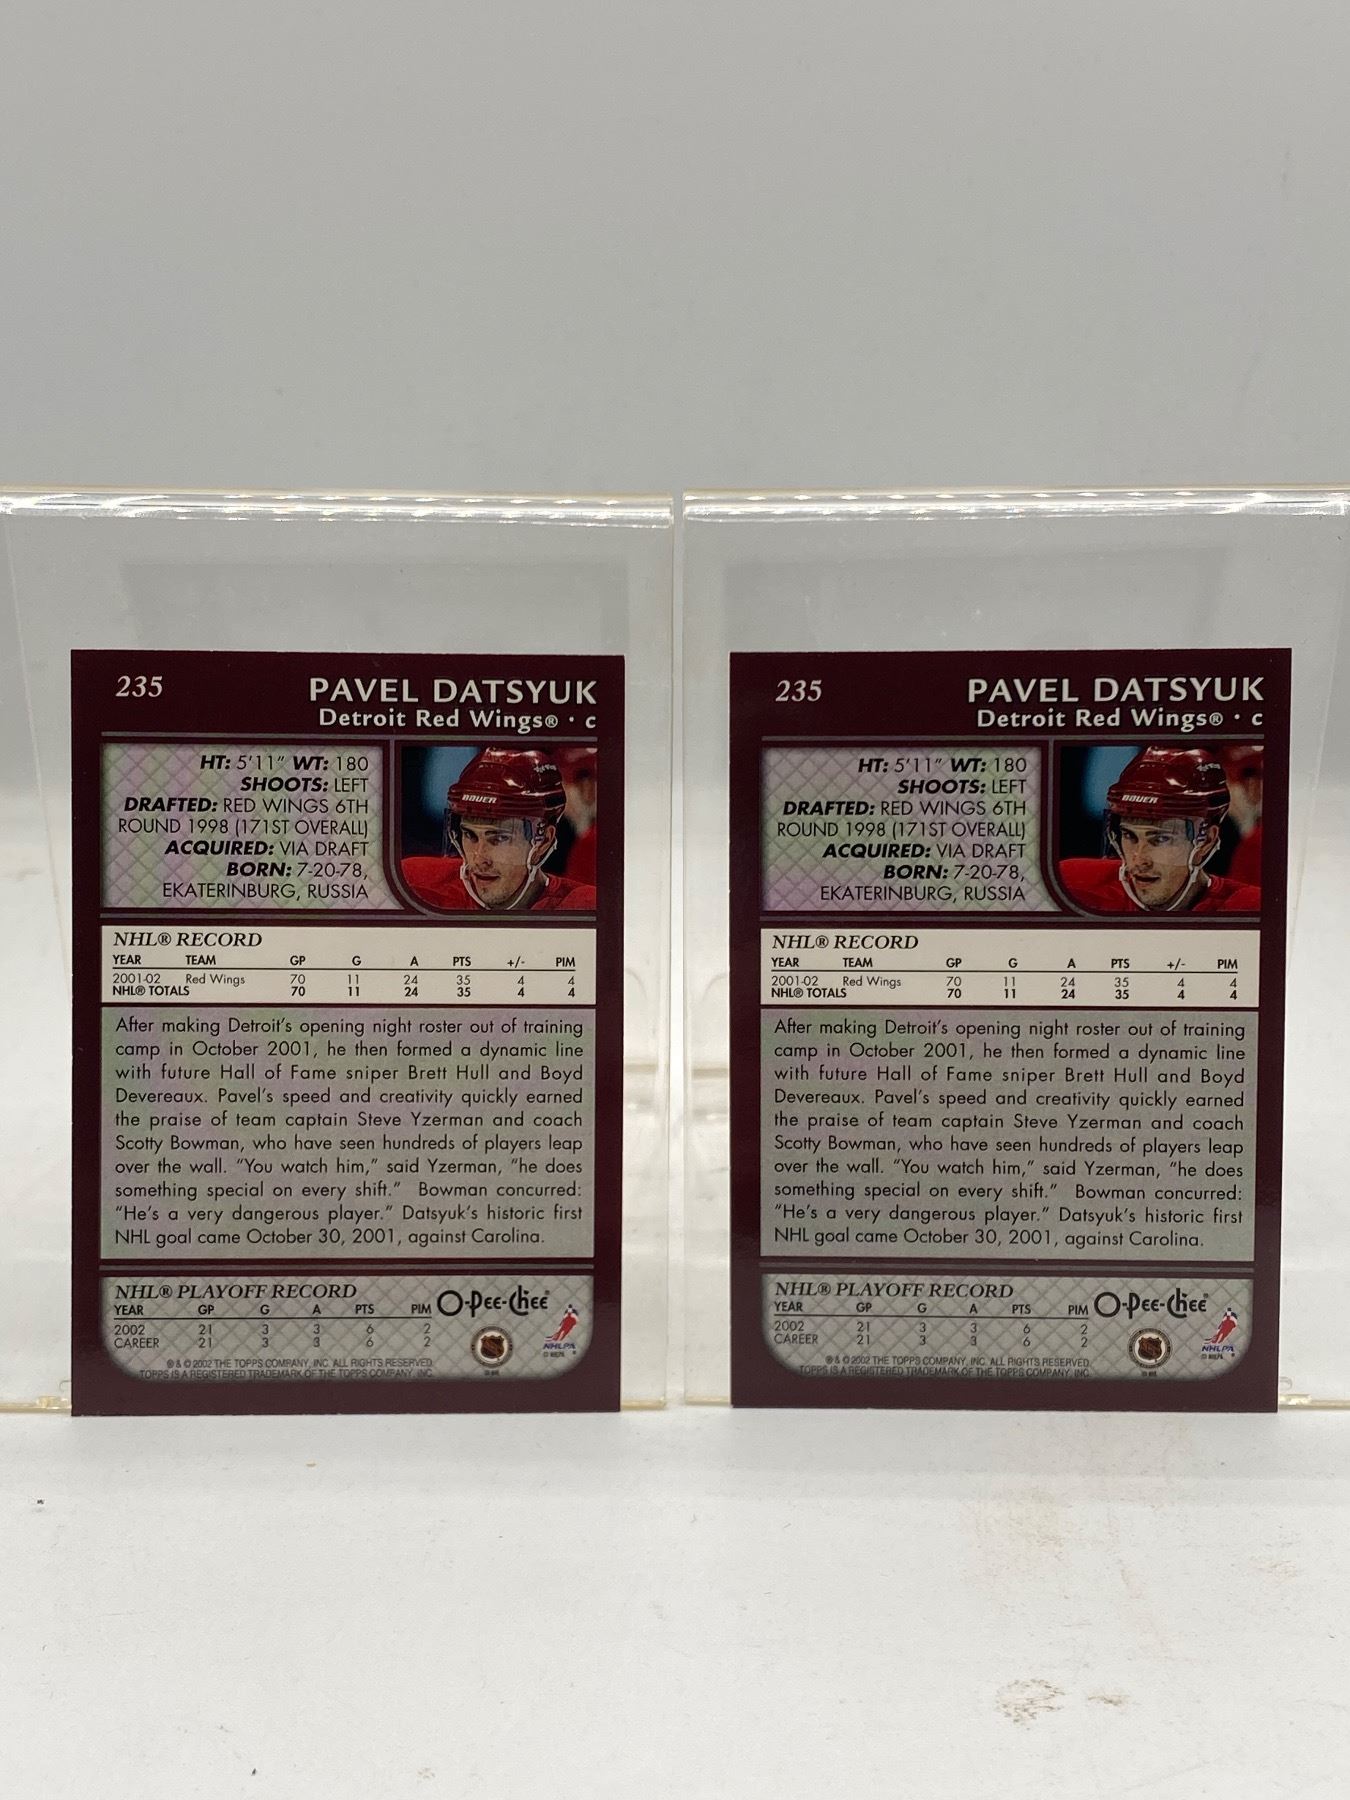 235
PAVEL DATSYUK
Detroit Red Wings® · C
HT: 5'11" WT: 180
SHOOTS: LEFT
DRAFTED: RED WINGS 6TH
ROUND 1998 (171ST OVERALL)
ACQUIRED: VIA DRAFT
BORN: 7-20-78,
EKATERINBURG, RUSSIA
BAUER
NHL® RECORD
YEAR TEAM GP G A PTS +/- PIM
2001-02 Red Wings 70 11 24 35 4 4
NHL® TOTALS 70 11 24 35 4 4
After making Detroit's opening night roster out of training
camp in October 2001, he then formed a dynamic line
with future Hall of Fame sniper Brett Hull and Boyd
Devereaux. Pavel's speed and creativity quickly earned
the praise of team captain Steve Yzerman and coach
Scotty Bowman, who have seen hundreds of players leap
over the wall. "You watch him," said Yzerman, "he does
something special on every shift." Bowman concurred:
"He's a very dangerous player." Datsyuk's historic first
NHL goal came October 30, 2001, against Carolina.
NHL® PLAYOFF RECORD
YEAR GP G A PTS PIM
2002 21 3 3 6 2
CAREER 21 3 3 6 2
O-Pee-Chee®
NHLPA
® & © 2002 THE TOPPS COMPANY, INC. ALL RIGHTS RESERVED.
TOPPS IS A REGISTERED TRADEMARK OF THE TOPPS COMPANY, INC.
235
PAVEL DATSYUK
Detroit Red Wings® · C
HT: 5'11" WT: 180
SHOOTS: LEFT
DRAFTED: RED WINGS 6TH
ROUND 1998 (171ST OVERALL)
ACQUIRED: VIA DRAFT
BORN: 7-20-78,
EKATERINBURG, RUSSIA
BAUER
NHL® RECORD
YEAR TEAM GP G A PTS +/- PIM
2001-02 Red Wings 70 11 24 35 4 4
NHL® TOTALS 70 11 24 35 4 4
After making Detroit's opening night roster out of training
camp in October 2001, he then formed a dynamic line
with future Hall of Fame sniper Brett Hull and Boyd
Devereaux. Pavel's speed and creativity quickly earned
the praise of team captain Steve Yzerman and coach
Scotty Bowman, who have seen hundreds of players leap
over the wall. "You watch him," said Yzerman, "he does
something special on every shift." Bowman concurred:
"He's a very dangerous player." Datsyuk's historic first
NHL goal came October 30, 2001, against Carolina.
NHL® PLAYOFF RECORD
YEAR GP G A PTS PIM
2002 21 3 3 6 2
CAREER 21 3 3 6 2
O-Pee-Chee®
NHLPA
® & © 2002 THE TOPPS COMPANY, INC. ALL RIGHTS RESERVED.
TOPPS IS A REGISTERED TRADEMARK OF THE TOPPS COMPANY, INC.